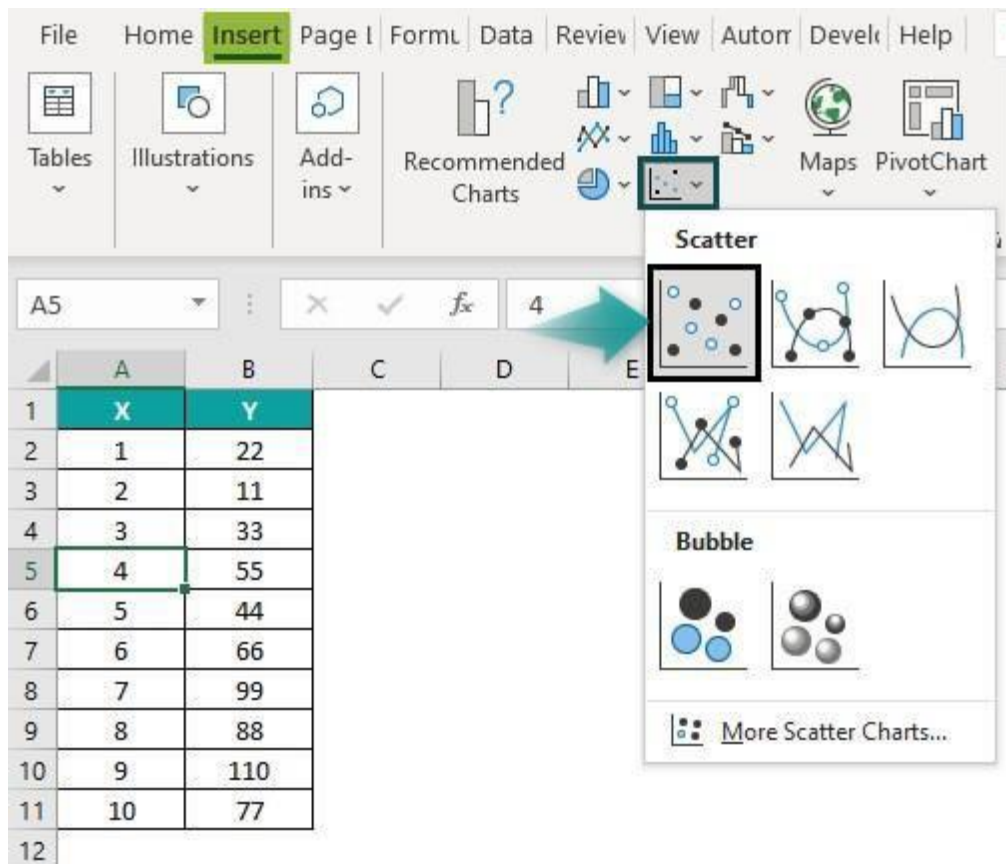 File Home Insert Page L Formu Data Review View Autom Develo Help
Tables Illustrations Add-ins Recommended Charts Maps PivotChart
Scatter
A5 fx 4
A B C D E
1 X Y
2 1 22
3 2 11
4 3 33
5 4 55
6 5 44
7 6 66
8 7 99
9 8 88
10 9 110
11 10 77
12
Bubble
More Scatter Charts...